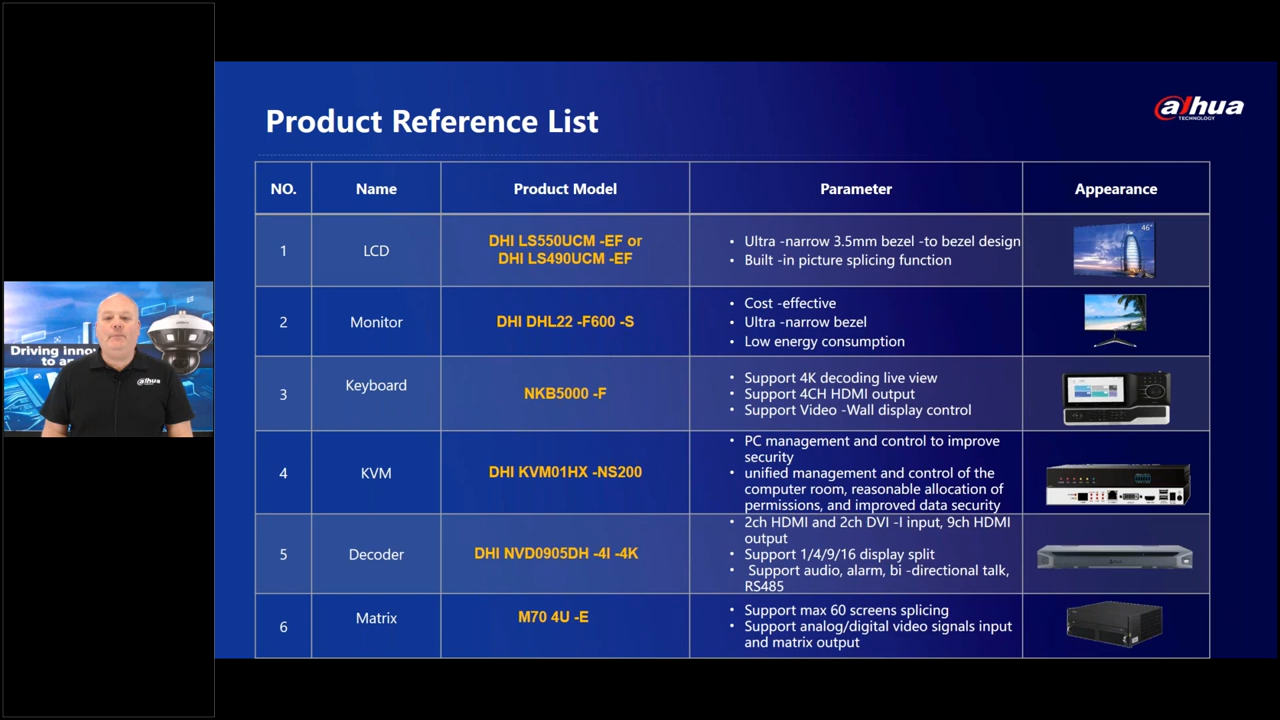 Product Reference List
alhua
TECHNOLOGY
NO.
Name
Product Model
Parameter
Appearance
1
LCD
DHI LS550UCM -EF or
DHI LS490UCM -EF
• Ultra -narrow 3.5mm bezel -to bezel design
• Built -in picture splicing function
46"
2
Monitor
DHI DHL22 -F600 -S
• Cost -effective
• Ultra -narrow bezel
• Low energy consumption
3
Keyboard
NKB5000 -F
• Support 4K decoding live view
• Support 4CH HDMI output
• Support Video -Wall display control
4
KVM
DHI KVM01HX -NS200
• PC management and control to improve
security
• unified management and control of the
computer room, reasonable allocation of
permissions, and improved data security
5
Decoder
DHI NVD0905DH -4I -4K
• 2ch HDMI and 2ch DVI -I input, 9ch HDMI
output
• Support 1/4/9/16 display split
• Support audio, alarm, bi -directional talk,
RS485
6
Matrix
M70 4U -E
• Support max 60 screens splicing
• Support analog/digital video signals input
and matrix output
Driving
to
alhua